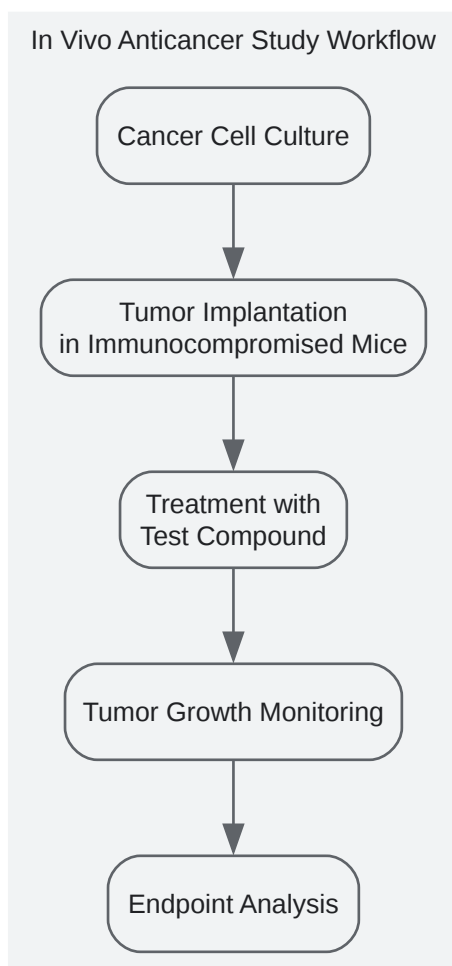 In Vivo Anticancer Study Workflow
Cancer Cell Culture
Tumor Implantation
in Immunocompromised Mice
Treatment with
Test Compound
Tumor Growth Monitoring
Endpoint Analysis